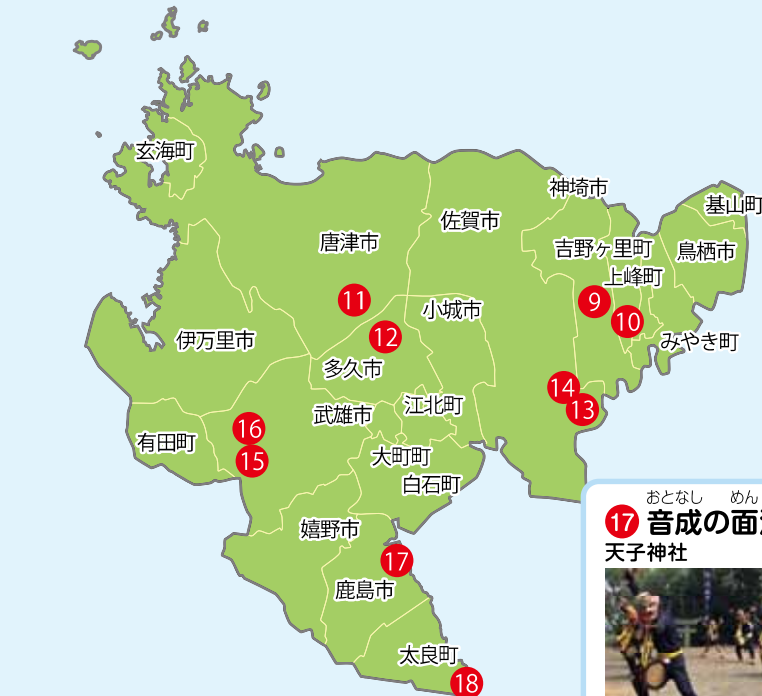 玄海町
神埼市
基山町
佐賀市
唐津市
吉野ヶ里町
鳥栖市
上峰町
11
9
小城市
10
12
伊万里市
みやき町
多久市
14
13
江北町
武雄市
16
有田町
大町町
15
白石町
おとなし めん
17 音成の面
天子神社
嬉野市
17
鹿島市
太良町
18